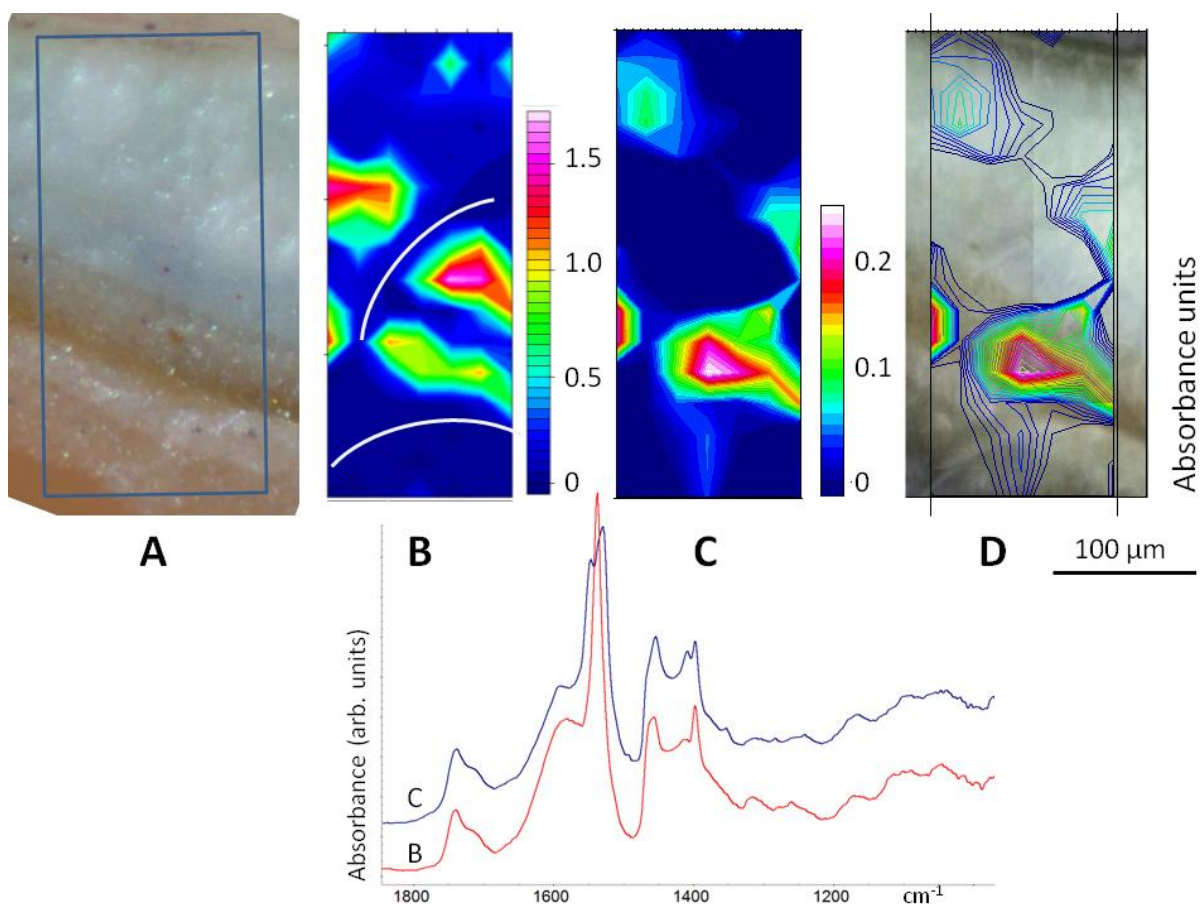 1.5
1.0
0.5
0
0.2
0.1
0
Absorbance units
A
B
C
D
100 µm
Absorbance (arb. units)
C
B
1800
1600
1400
1200
cm⁻¹